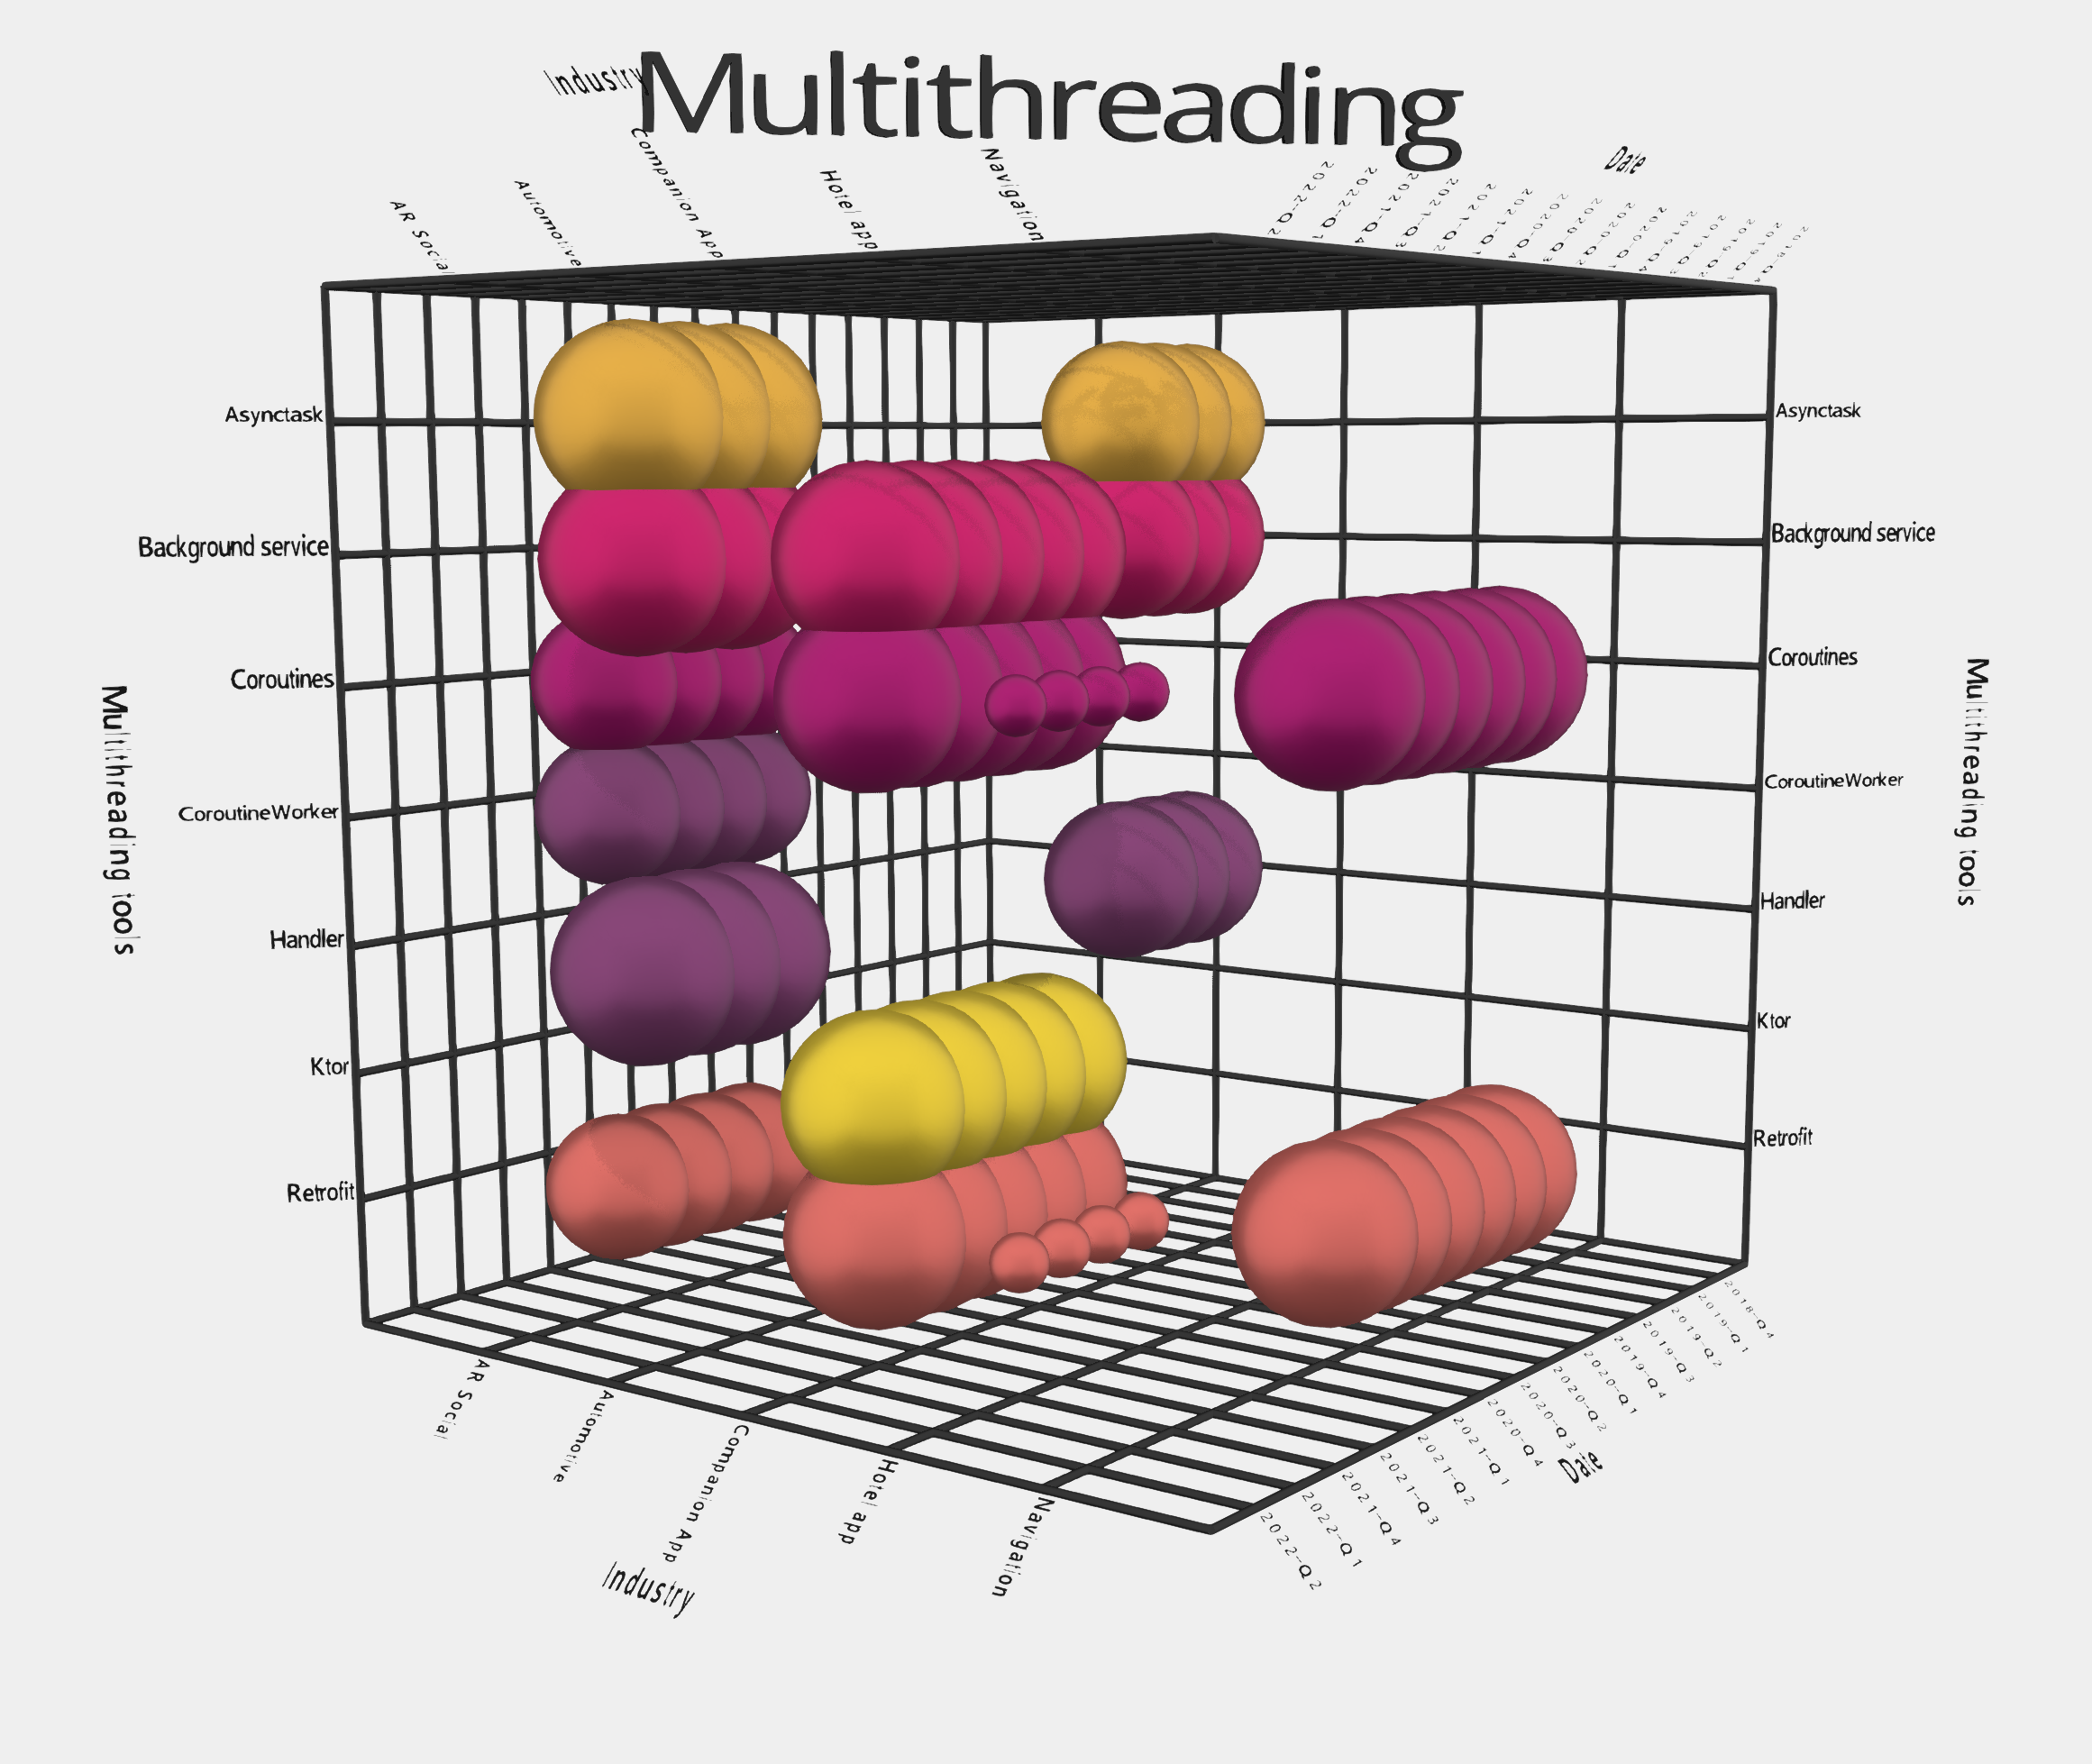 Multithreading
Industry
Date
AR Social
Automotive
Companion App
Hotel app
Navigation
2022-Q2
2022-Q1
2021-Q4
2021-Q3
2021-Q2
2021-Q1
2020-Q4
2020-Q3
2020-Q2
2020-Q1
2019-Q4
2019-Q3
2019-Q2
2019-Q1
2018-Q4
Multithreading tools
Asynctask
Background service
Coroutines
CoroutineWorker
Handler
Ktor
Retrofit
Asynctask
Background service
Coroutines
CoroutineWorker
Handler
Ktor
Retrofit
Multithreading tools
AR Social
Automotive
Companion App
Hotel app
Navigation
Industry
2018-Q4
2019-Q1
2019-Q2
2019-Q3
2019-Q4
2020-Q1
2020-Q2
2020-Q3
2020-Q4
2021-Q1
2021-Q2
2021-Q3
2021-Q4
2022-Q1
2022-Q2
Date